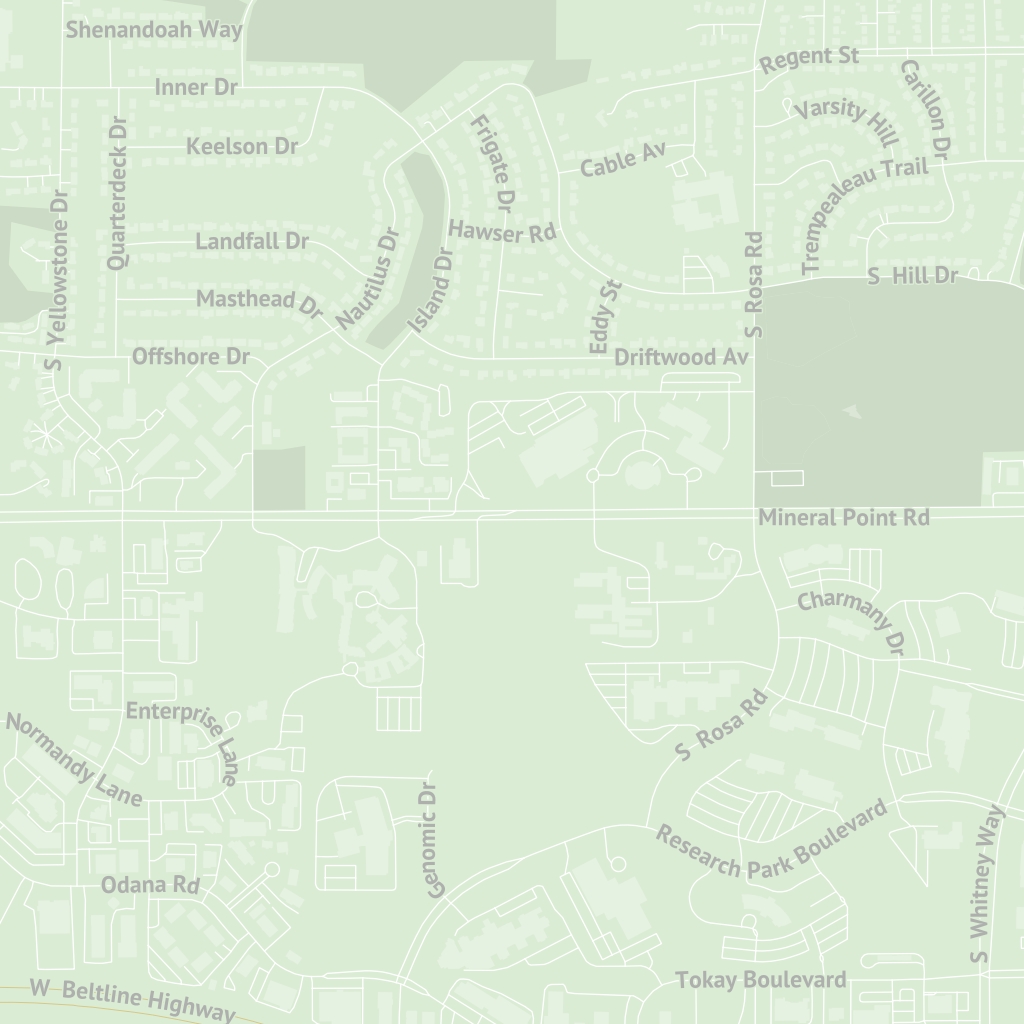 Shenandoah Way
Regent St
Inner Dr
Carillon Dr
Varsity Hill
Quarterdeck Dr
Keelson Dr
Frigate Dr
Cable Av
Trempealeau Trail
S Yellowstone Dr
Landfall Dr
Hawser Rd
Nautilus Dr
Island Dr
S Rosa Rd
S Hill Dr
Masthead Dr
Eddy St
Offshore Dr
Driftwood Av
Mineral Point Rd
Charmany Dr
Enterprise Lane
S Rosa Rd
Normandy Lane
Genomic Dr
Research Park Boulevard
S Whitney Way
Odana Rd
Tokay Boulevard
W Beltline Highway